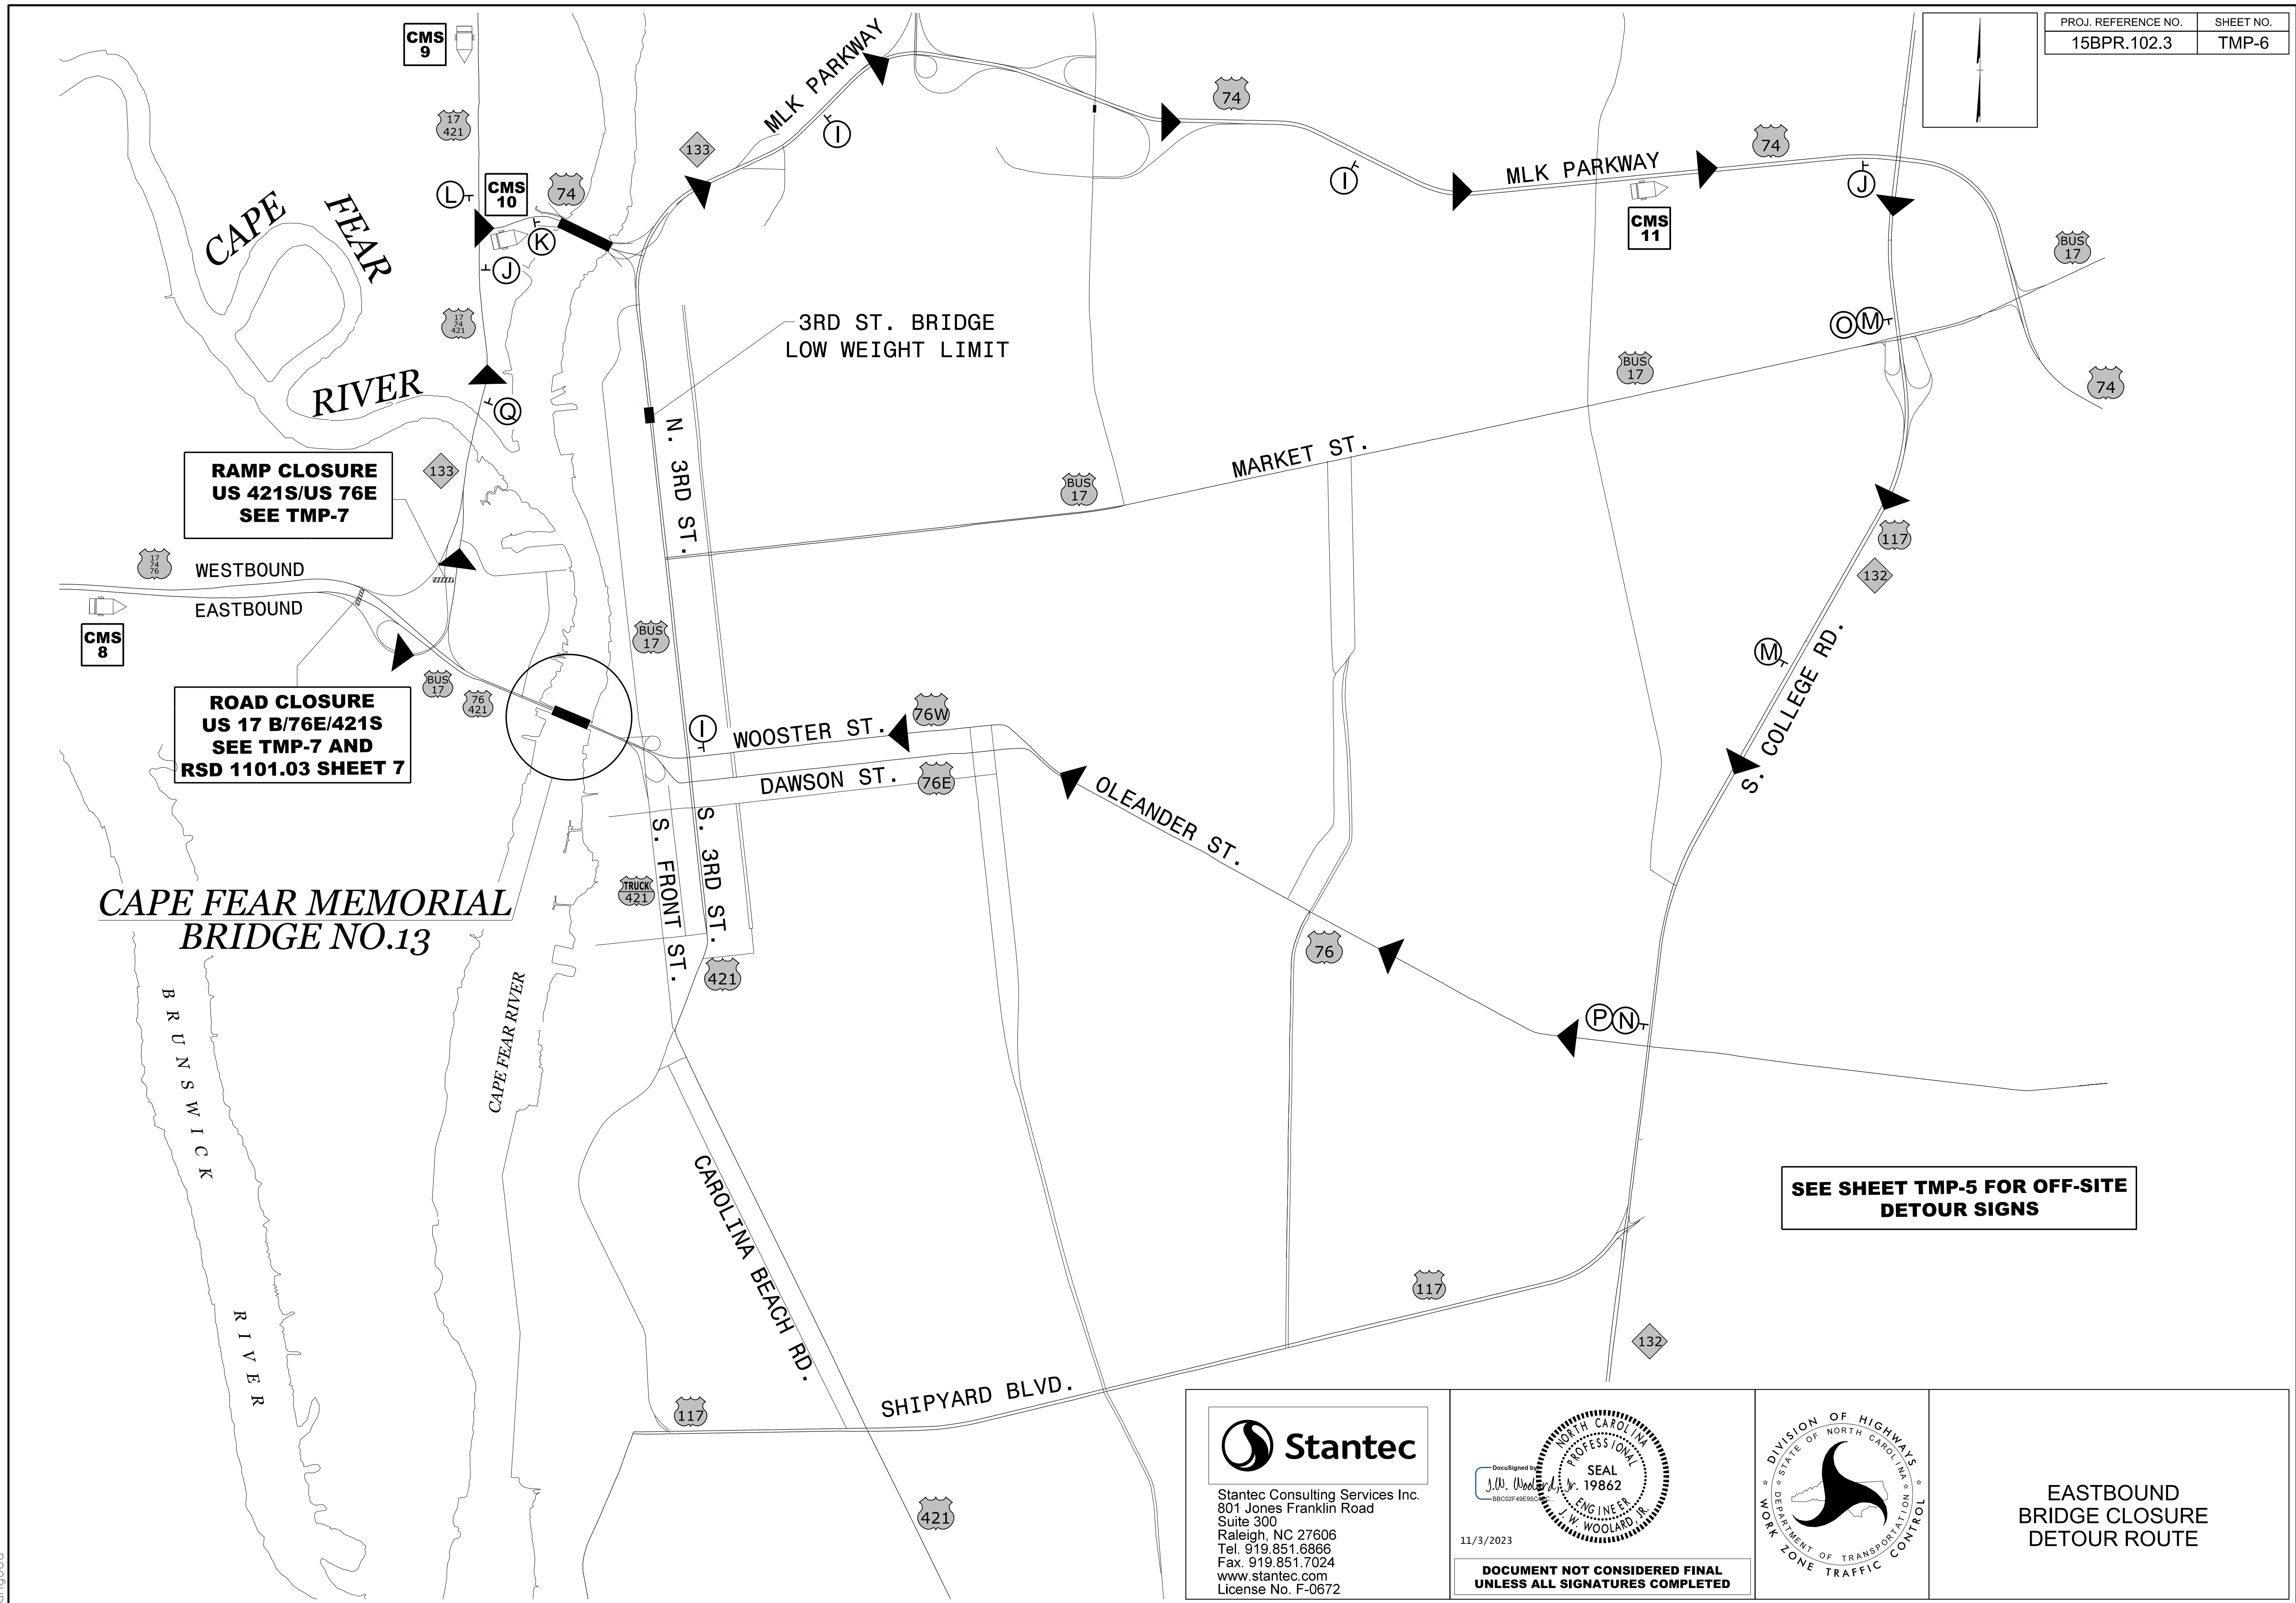 PROJ. REFERENCE NO.
SHEET NO.
15BPR.102.3
TMP-6
CMS
9
17
421
MLK PARKWAY
133
I
74
L
CMS
10
74
K
J
I
MLK PARKWAY
74
CMS
11
J
BUS
17
CAPE
FEAR
RIVER
17
74
421
3RD ST. BRIDGE
LOW WEIGHT LIMIT
O
M
BUS
17
74
Q
N. 3RD ST.
MARKET ST.
RAMP CLOSURE
US 421S/US 76E
SEE TMP-7
133
BUS
17
117
132
17
74
76
WESTBOUND
EASTBOUND
CMS
8
BUS
17
M
S. COLLEGE RD.
ROAD CLOSURE
US 17 B/76E/421S
SEE TMP-7 AND
RSD 1101.03 SHEET 7
BUS
17
76
421
I
WOOSTER ST.
76W
DAWSON ST.
76E
OLEANDER ST.
CAPE FEAR MEMORIAL
BRIDGE NO.13
TRUCK
421
S. FRONT ST.
S. 3RD ST.
421
76
P
N
BRUNSWICK
RIVER
CAPE FEAR RIVER
CAROLINA BEACH RD.
SEE SHEET TMP-5 FOR OFF-SITE
DETOUR SIGNS
117
132
117
SHIPYARD BLVD.
421
Stantec
Stantec Consulting Services Inc.
801 Jones Franklin Road
Suite 300
Raleigh, NC 27606
Tel. 919.851.6866
Fax. 919.851.7024
www.stantec.com
License No. F-0672
NORTH CAROLINA
PROFESSIONAL
SEAL
19862
ENGINEER
J. W. WOOLARD, JR.
DocuSigned by
J.W. Woolard, Jr.
11/3/2023
DOCUMENT NOT CONSIDERED FINAL
UNLESS ALL SIGNATURES COMPLETED
DIVISION OF HIGHWAYS
STATE OF NORTH CAROLINA
DEPARTMENT OF TRANSPORTATION
WORK ZONE TRAFFIC CONTROL
EASTBOUND
BRIDGE CLOSURE
DETOUR ROUTE